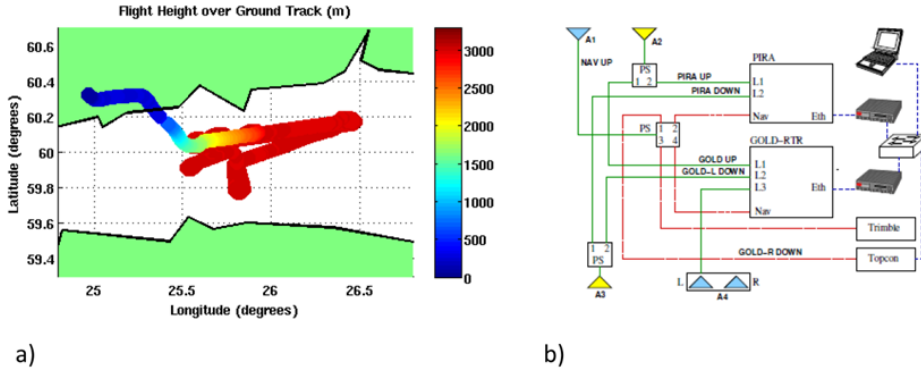 Flight Height over Ground Track (m)
60.6
60.4
60.2
60
59.8
59.6
59.4
Latitude (degrees)
25
25.5
26
26.5
Longitude (degrees)
3000
2500
2000
1500
1000
500
0
a)
A1
A2
NAV UP
PS
1 2
PIRA UP
PIRA DOWN
PIRA
L1
L2
Nav
Eth
PS
1 2
3 4
GOLD-RTR
GOLD UP
GOLD-L DOWN
L1
L2
L3
Eth
Nav
Trimble
GOLD-R DOWN
Topcon
1 2
PS
A3
L
R
A4
b)